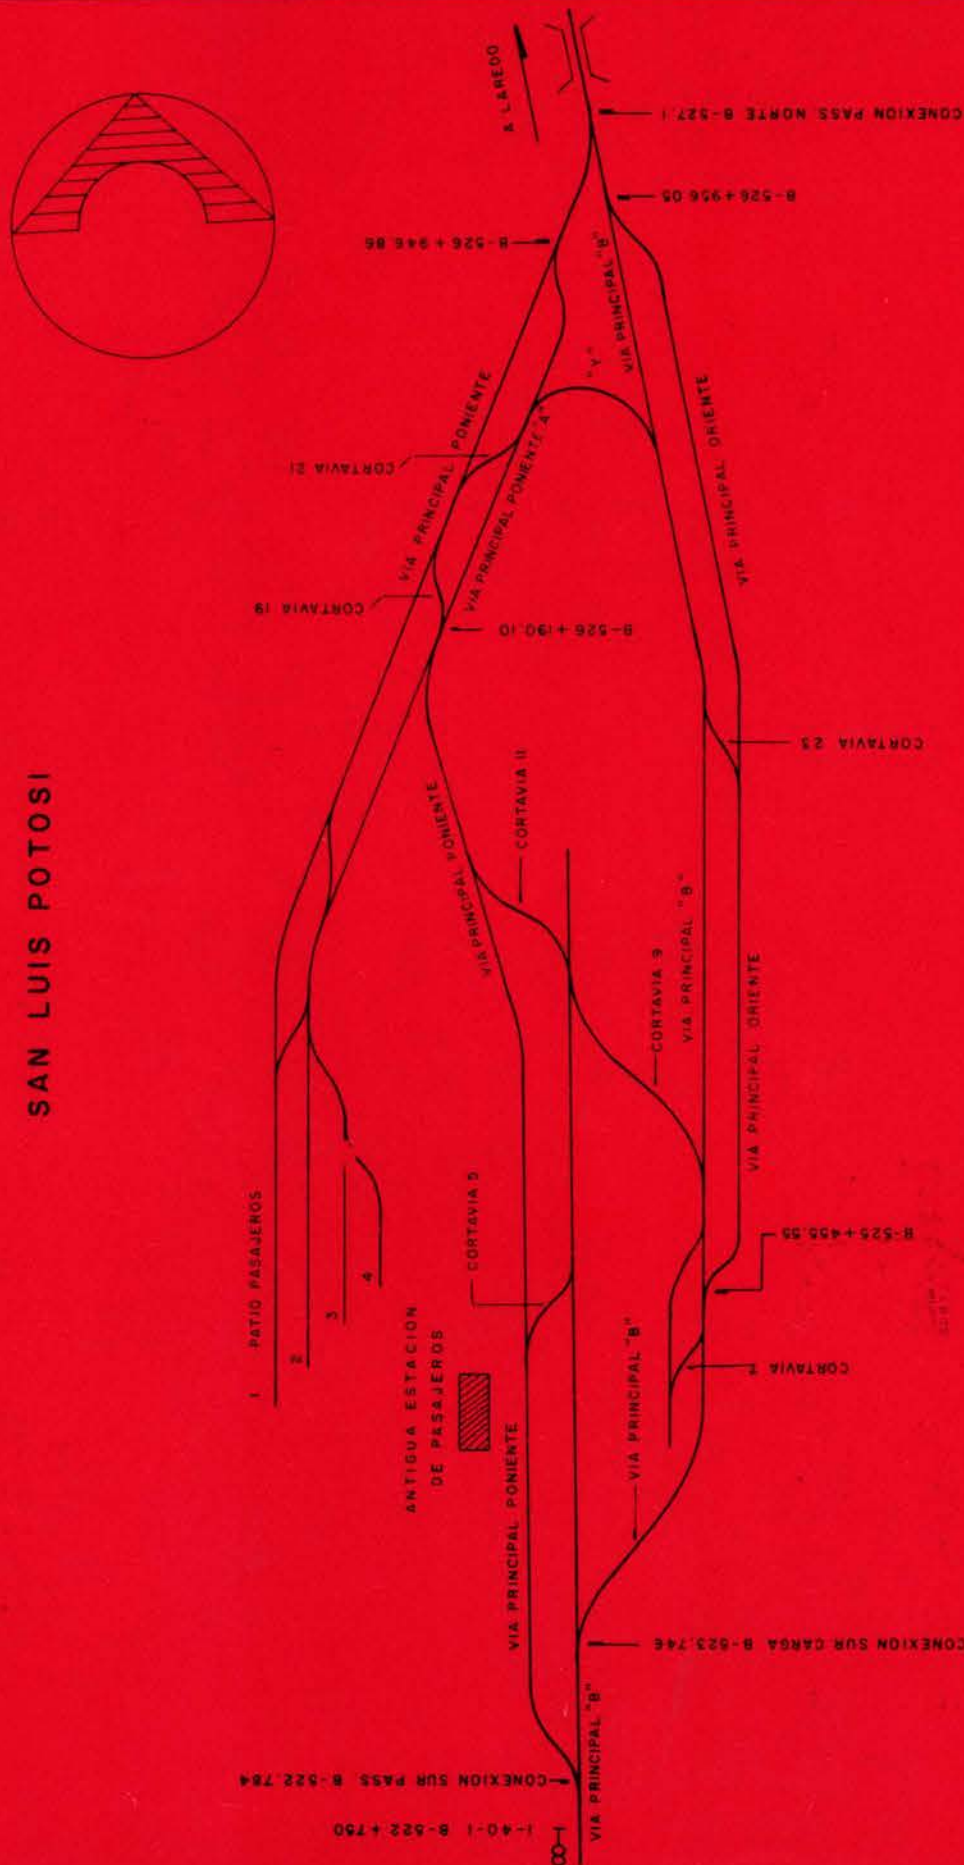 SAN LUIS POTOSI
A LAREDO
CONEXION PASS. NORTE B-527.1
B-526+956.05
B-526+946.86
VIA PRINCIPAL "B"
"Y"
VIA PRINCIPAL PONIENTE
VIA PRINCIPAL PONIENTE "A"
VIA PRINCIPAL ORIENTE
CORTAVIA 21
CORTAVIA 19
B-526+190.10
CORTAVIA 23
VIA PRINCIPAL PONIENTE
CORTAVIA 11
VIA PRINCIPAL "B"
CORTAVIA 9
VIA PRINCIPAL ORIENTE
1 PATIO PASAJEROS
2
3
4
CORTAVIA 5
B-525+455.55
ANTIGUA ESTACION
DE PASAJEROS
VIA PRINCIPAL "B"
CORTAVIA
VIA PRINCIPAL PONIENTE
CONEXION SUR CARGA B-523.746
VIA PRINCIPAL "B"
CONEXION SUR PASS. B-522.784
1-40-1 B-522+750